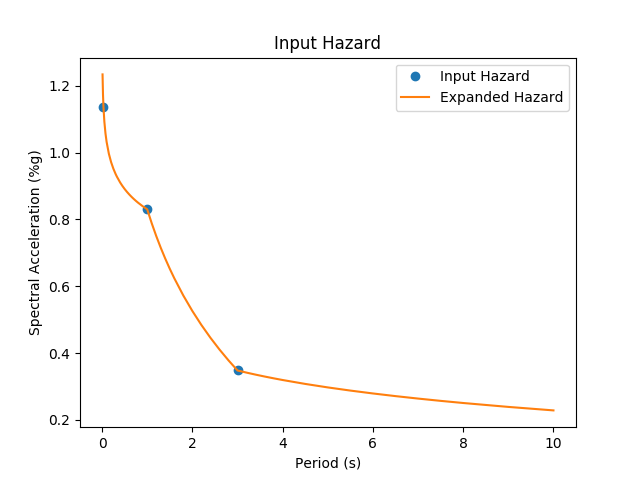 Input Hazard
Input Hazard
Expanded Hazard
1.2
1.0
0.8
0.6
0.4
0.2
Spectral Acceleration (%g)
0 2 4 6 8 10
Period (s)